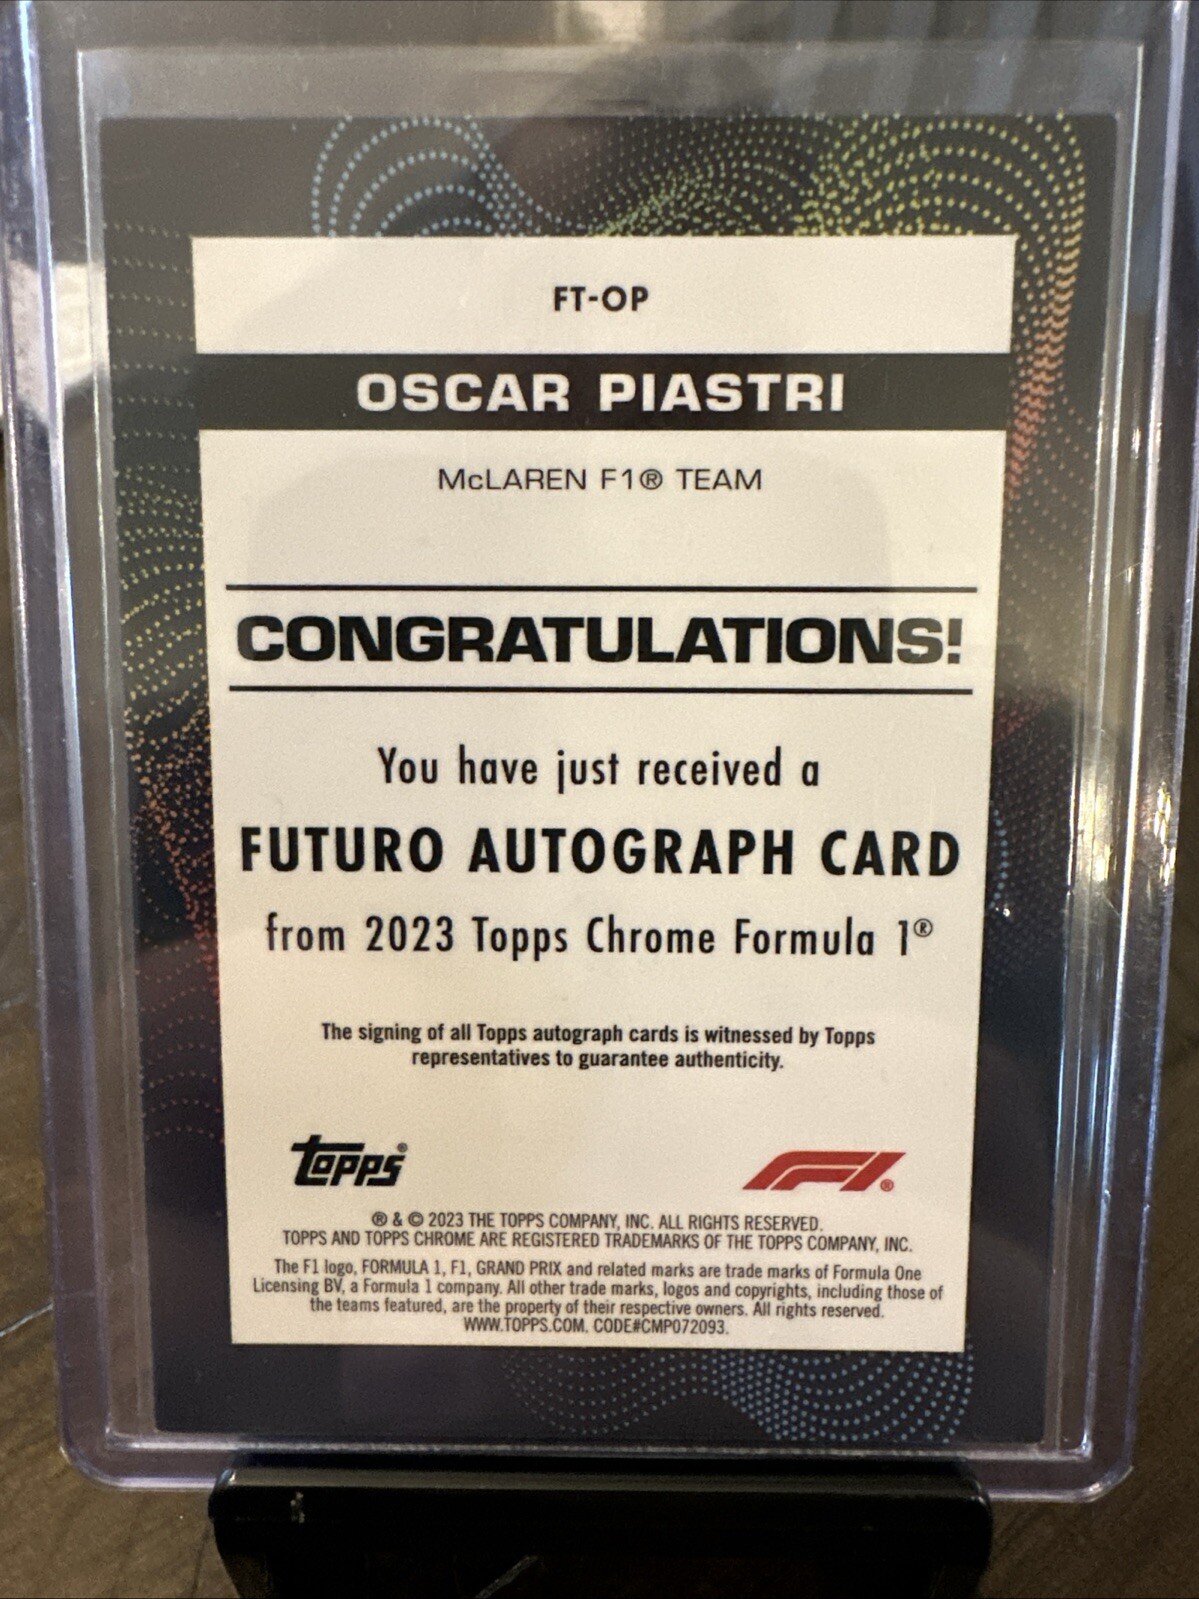 FT-OP
OSCAR PIASTRI
McLAREN F1® TEAM
CONGRATULATIONS!
You have just received a
FUTURO AUTOGRAPH CARD
from 2023 Topps Chrome Formula 1®
The signing of all Topps autograph cards is witnessed by Topps
representatives to guarantee authenticity.
topps® F1®
® & © 2023 THE TOPPS COMPANY, INC. ALL RIGHTS RESERVED.
TOPPS AND TOPPS CHROME ARE REGISTERED TRADEMARKS OF THE TOPPS COMPANY, INC.
The F1 logo, FORMULA 1, F1, GRAND PRIX and related marks are trade marks of Formula One
Licensing BV, a Formula 1 company. All other trade marks, logos and copyrights, including those of
the teams featured, are the property of their respective owners. All rights reserved.
WWW.TOPPS.COM. CODE#CMP072093.